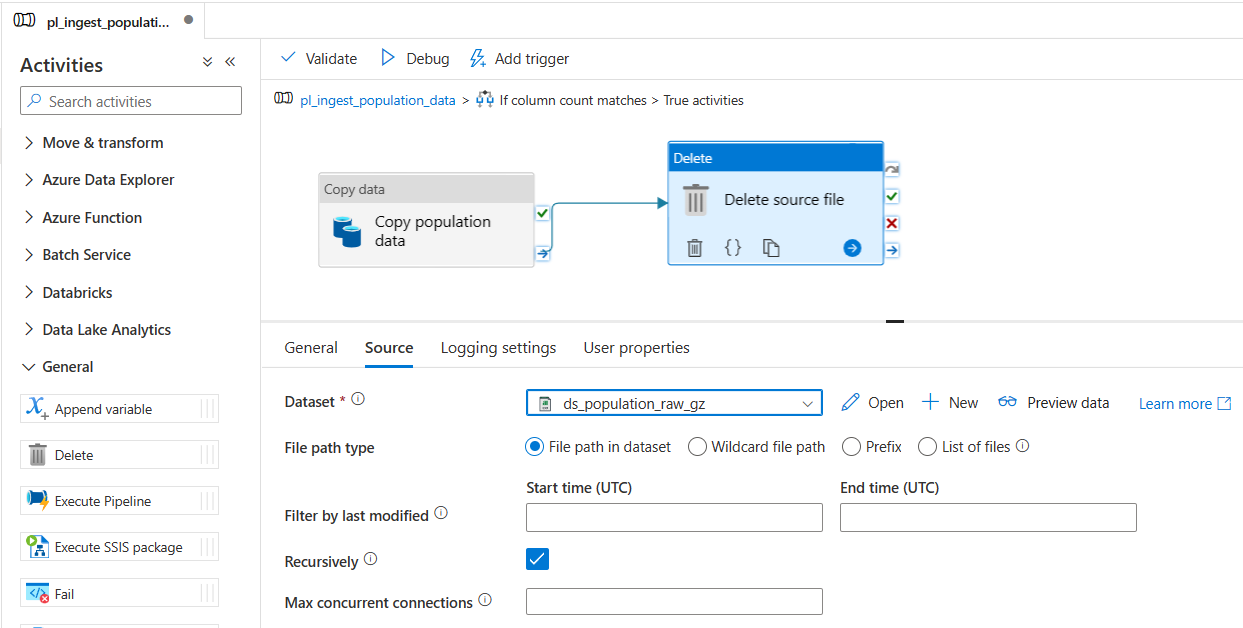 pl_ingest_populati...
Activities
Search activities
Move & transform
Azure Data Explorer
Azure Function
Batch Service
Databricks
Data Lake Analytics
General
Append variable
Delete
Execute Pipeline
Execute SSIS package
Fail
Validate
Debug
Add trigger
pl_ingest_population_data > If column count matches > True activities
Copy data
Copy population
data
Delete
Delete source file
General
Source
Logging settings
User properties
Dataset *
ds_population_raw_gz
Open
New
Preview data
Learn more
File path type
File path in dataset
Wildcard file path
Prefix
List of files
Start time (UTC)
End time (UTC)
Filter by last modified
Recursively
Max concurrent connections